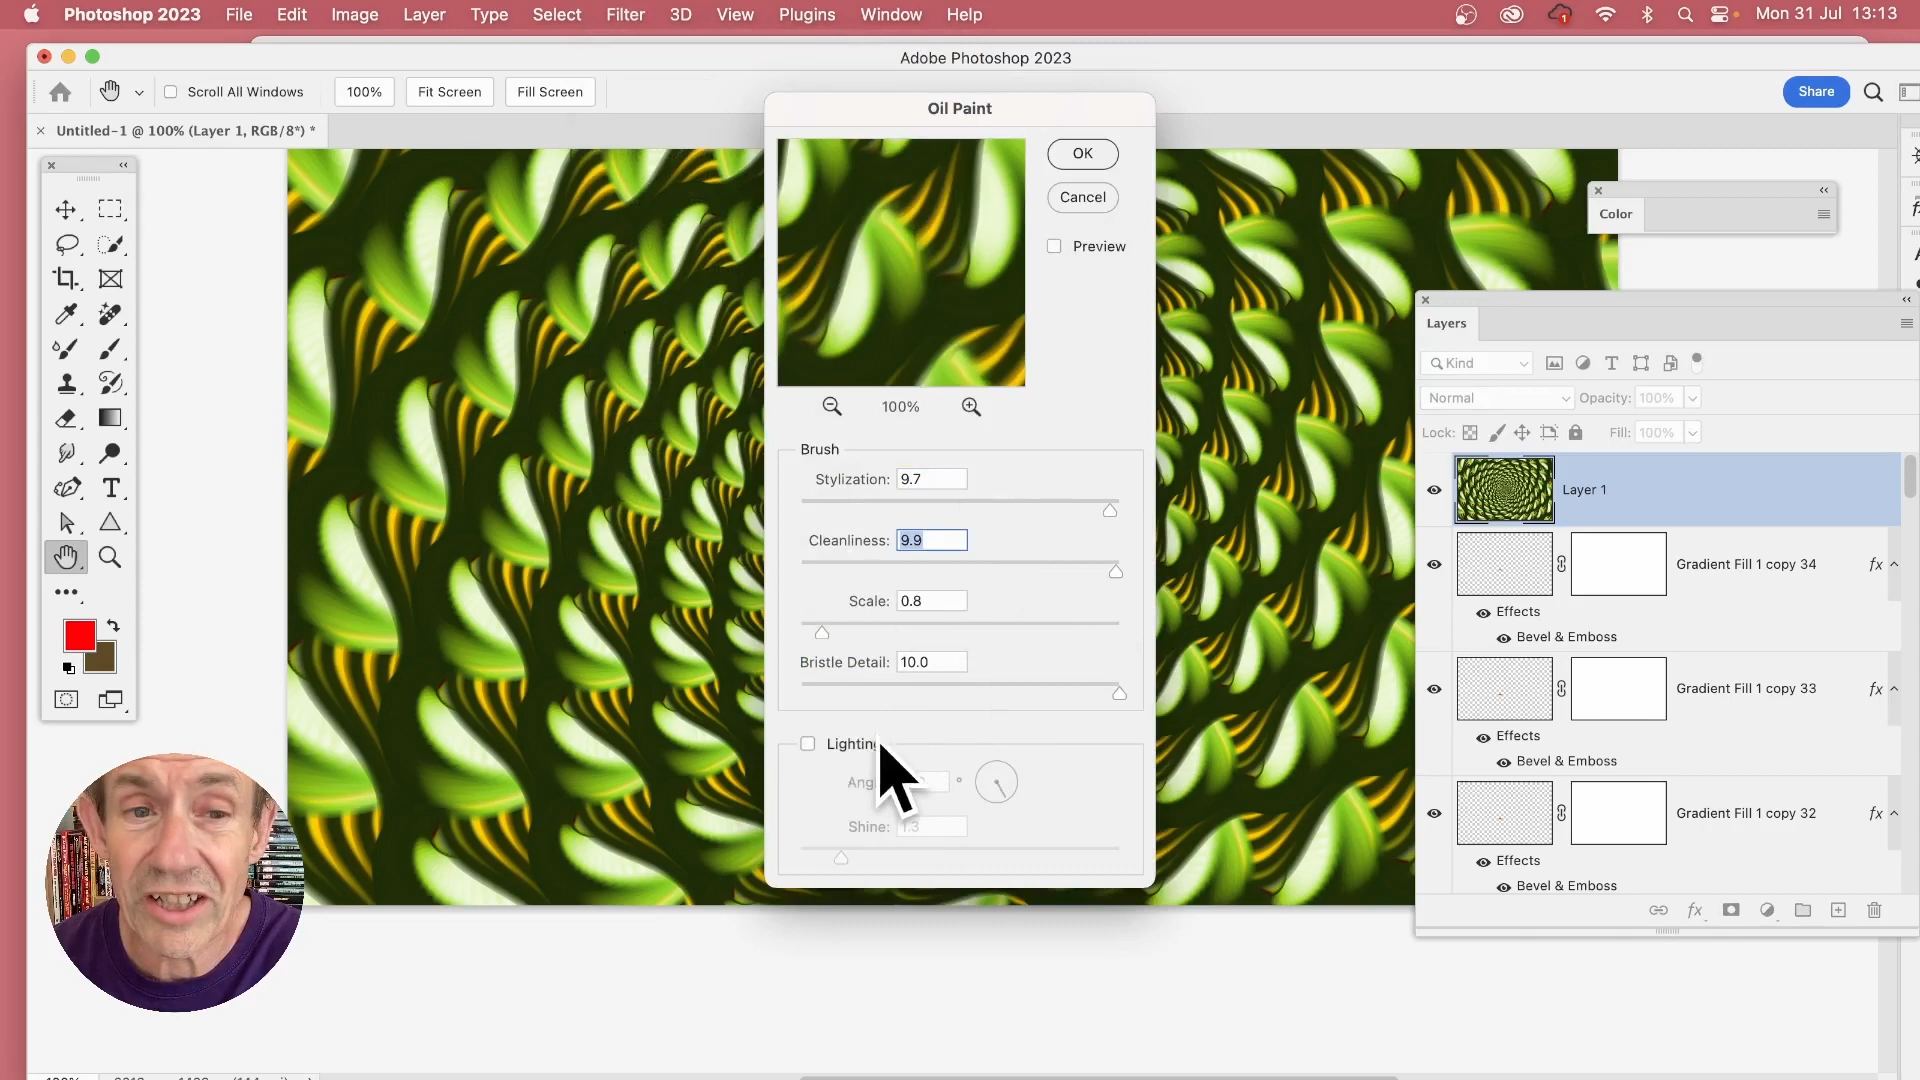 Photoshop 2023 File Edit Image Layer Type Select Filter 3D View Plugins Window Help 1 Mon 31 Jul 13:13
Adobe Photoshop 2023
Scroll All Windows 100% Fit Screen Fill Screen Share
× Untitled-1 @ 100% (Layer 1, RGB/8*) *
Oil Paint
OK
Cancel
Preview
100%
Brush
Stylization: 9.7
Cleanliness: 9.9
Scale: 0.8
Bristle Detail: 10.0
Lighting
Shine: 1.3
Color
Layers
Kind
Normal Opacity: 100%
Lock: Fill: 100%
Layer 1
Gradient Fill 1 copy 34 fx
Effects
Bevel & Emboss
Gradient Fill 1 copy 33 fx
Effects
Bevel & Emboss
Gradient Fill 1 copy 32 fx
Effects
Bevel & Emboss
fx